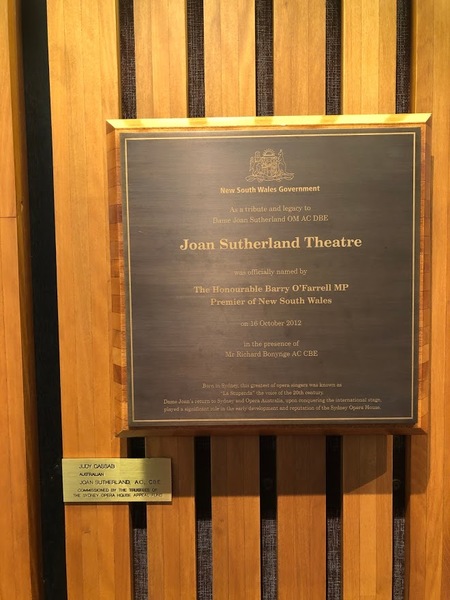 New South Wales Government
As a tribute and legacy to
Dame Joan Sutherland OM AC DBE
Joan Sutherland Theatre
was officially named by
The Honourable Barry O'Farrell MP
Premier of New South Wales
on 16 October 2012
in the presence of
Mr Richard Bonynge AC CBE
Born in Sydney, this greatest of opera singers was known as
"La Stupenda" the voice of the 20th century.
Dame Joan's return to Sydney and Opera Australia, upon conquering the international stage,
played a significant role in the early development and reputation of the Sydney Opera House.
JUDY CASSAB
AUSTRALIAN
JOAN SUTHERLAND, A.C., C.B.E.
COMMISSIONED BY THE TRUSTEES OF
THE SYDNEY OPERA HOUSE APPEAL FUND